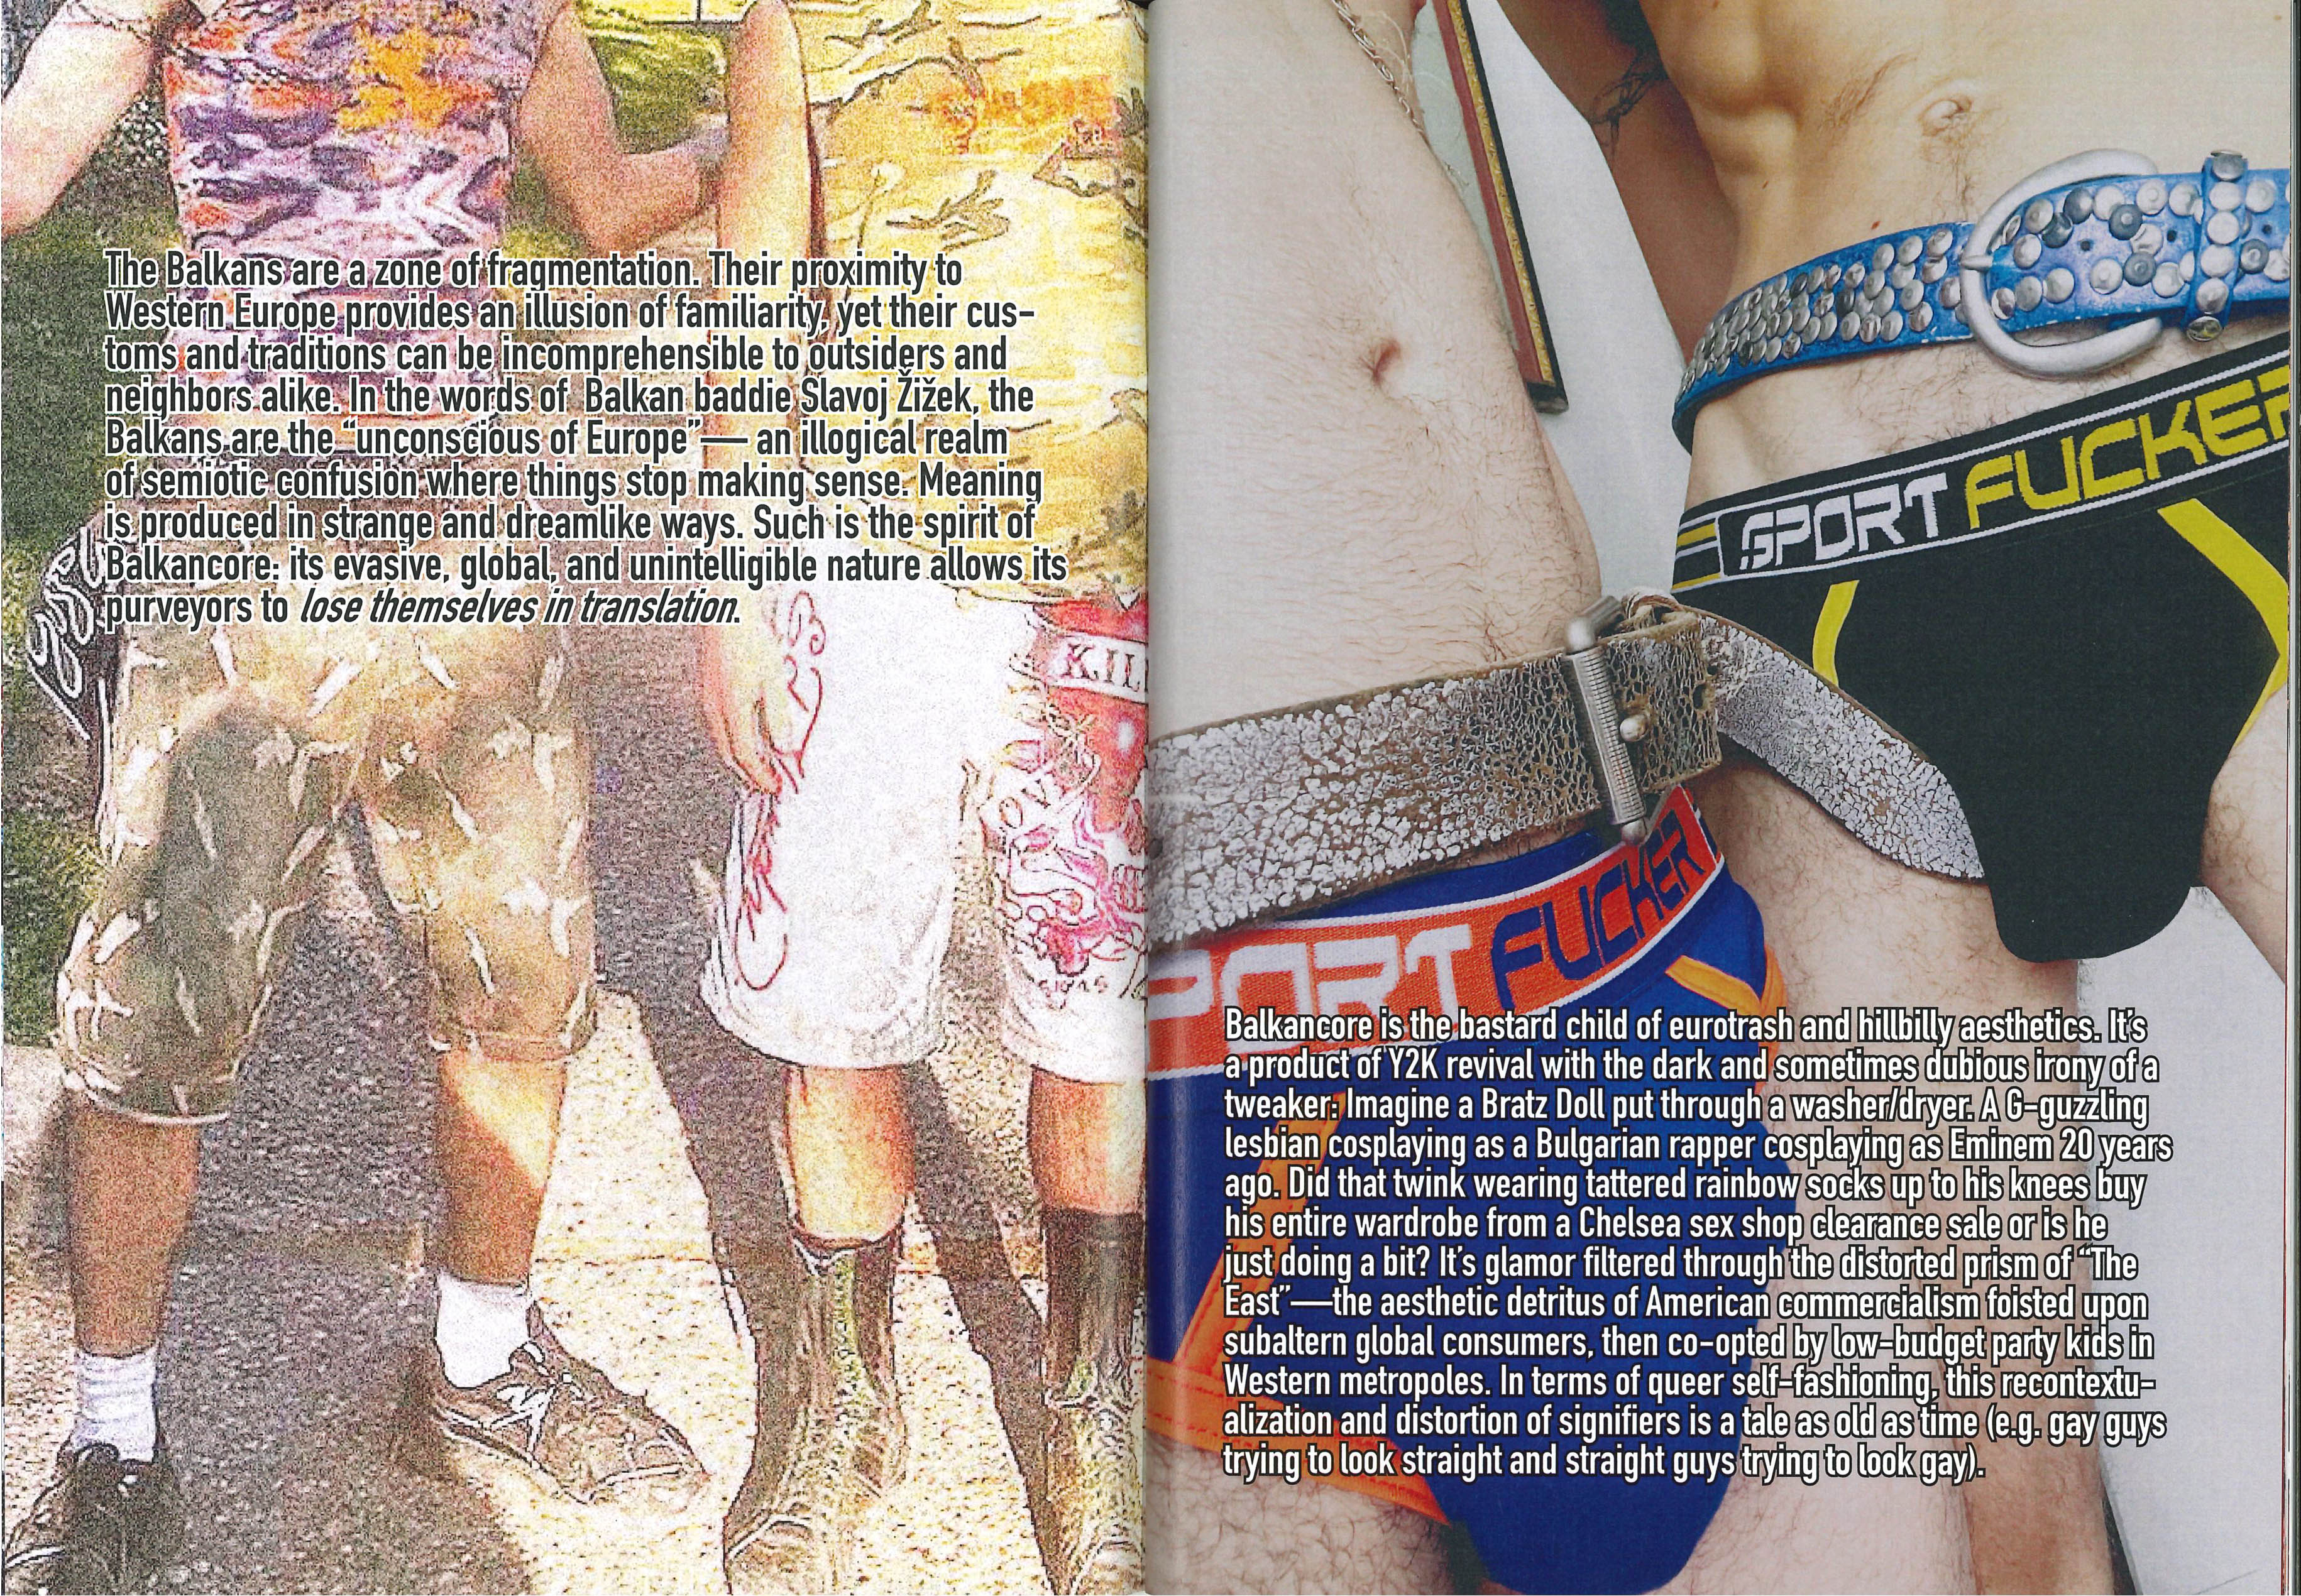 The Balkans are a zone of fragmentation. Their proximity to
Western Europe provides an illusion of familiarity, yet their cus-
toms and traditions can be incomprehensible to outsiders and
neighbors alike. In the words of Balkan baddie Slavoj Žižek, the
Balkans are the “unconscious of Europe”— an illogical realm
of semiotic confusion where things stop making sense. Meaning
is produced in strange and dreamlike ways. Such is the spirit of
Balkancore: its evasive, global, and unintelligible nature allows its
purveyors to lose themselves in translation.
KIL
SPORT FUCKER
PORT FUCKER
Balkancore is the bastard child of eurotrash and hillbilly aesthetics. It’s
a product of Y2K revival with the dark and sometimes dubious irony of a
tweaker: Imagine a Bratz Doll put through a washer/dryer. A G-guzzling
lesbian cosplaying as a Bulgarian rapper cosplaying as Eminem 20 years
ago. Did that twink wearing tattered rainbow socks up to his knees buy
his entire wardrobe from a Chelsea sex shop clearance sale or is he
just doing a bit? It’s glamor filtered through the distorted prism of “The
East”—the aesthetic detritus of American commercialism foisted upon
subaltern global consumers, then co-opted by low-budget party kids in
Western metropoles. In terms of queer self-fashioning, this recontextu-
alization and distortion of signifiers is a tale as old as time (e.g. gay guys
trying to look straight and straight guys trying to look gay).